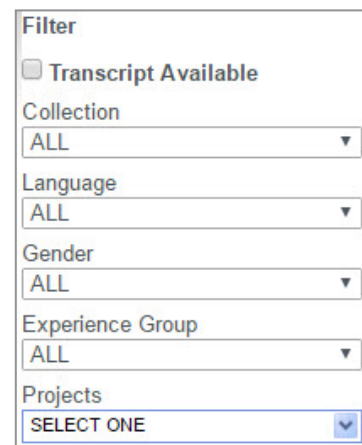 Filter
Transcript Available
Collection
ALL
Language
ALL
Gender
ALL
Experience Group
ALL
Projects
SELECT ONE